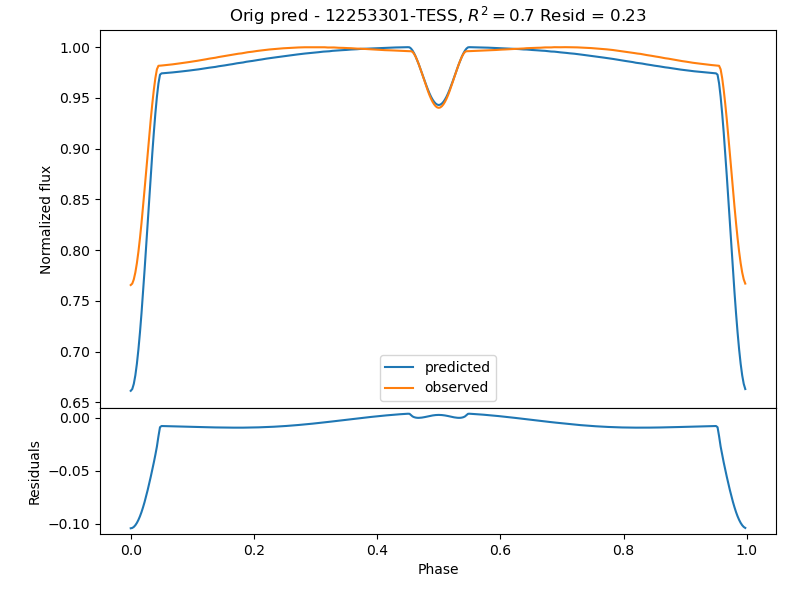 Orig pred - 12253301-TESS, R² = 0.7 Resid = 0.23
1.00
0.95
0.90
0.85
0.80
0.75
0.70
0.65
Normalized flux
predicted
observed
0.00
−0.05
−0.10
Residuals
0.0 0.2 0.4 0.6 0.8 1.0
Phase